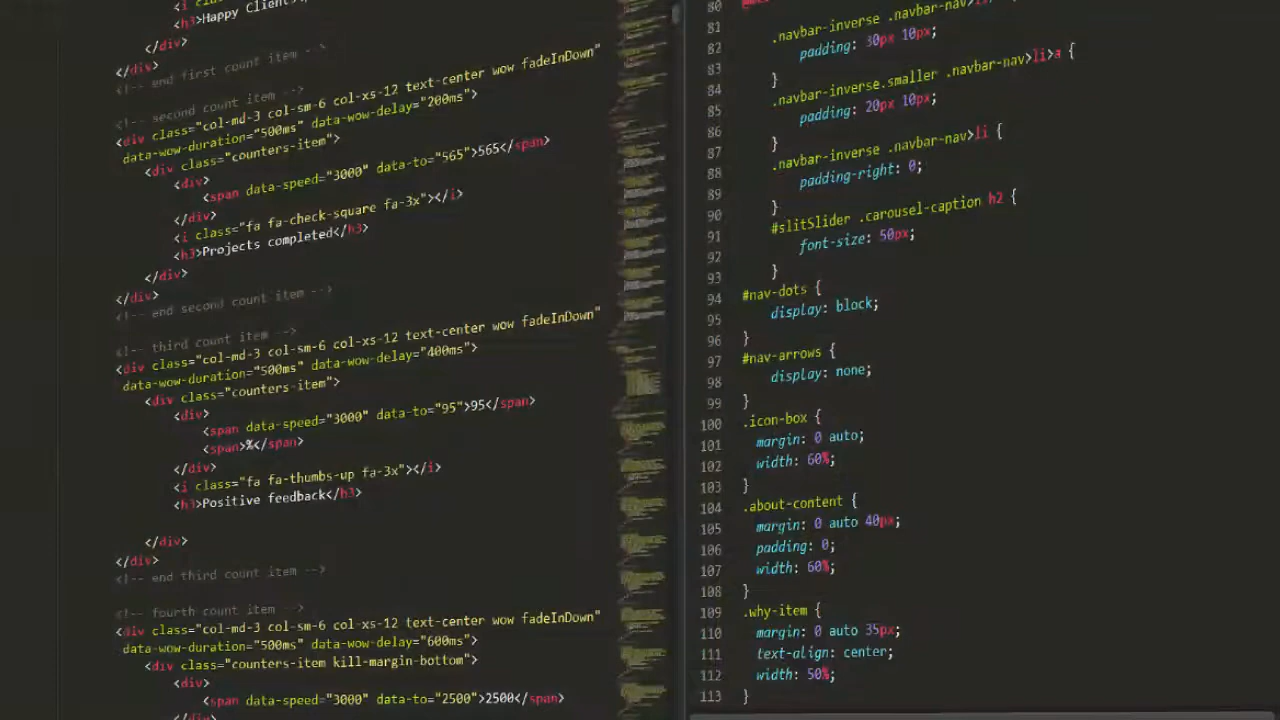 <h3>Happy Client
</div>
</div>
<!-- end first count item -->
<!-- second count item -->
<div class="col-md-3 col-sm-6 col-xs-12 text-center wow fadeInDown"
data-wow-duration="500ms" data-wow-delay="200ms">
<div class="counters-item">
<div>
<span data-speed="3000" data-to="565">565</span>
</div>
<i class="fa fa-check-square fa-3x"></i>
<h3>Projects completed</h3>
</div>
</div>
<!-- end second count item -->
<!-- third count item -->
<div class="col-md-3 col-sm-6 col-xs-12 text-center wow fadeInDown"
data-wow-duration="500ms" data-wow-delay="400ms">
<div class="counters-item">
<div>
<span data-speed="3000" data-to="95">95</span>
<span>%</span>
</div>
<i class="fa fa-thumbs-up fa-3x"></i>
<h3>Positive feedback</h3>
</div>
</div>
<!-- end third count item -->
<!-- fourth count item -->
<div class="col-md-3 col-sm-6 col-xs-12 text-center wow fadeInDown"
data-wow-duration="500ms" data-wow-delay="600ms">
<div class="counters-item kill-margin-bottom">
<div>
<span data-speed="3000" data-to="2500">2500</span>
80
81 .navbar-inverse .navbar-nav>
82 padding: 30px 10px;
83 }
84 .navbar-inverse.smaller .navbar-nav>li>a {
85 padding: 20px 10px;
86 }
87 .navbar-inverse .navbar-nav>li {
88 padding-right: 0;
89 }
90 #slitSlider .carousel-caption h2 {
91 font-size: 50px;
92 }
93 #nav-dots {
94 display: block;
95 }
96 #nav-arrows {
97 display: none;
98 }
99 .icon-box {
100 margin: 0 auto;
101 width: 60%;
102 }
103 .about-content {
104 margin: 0 auto 40px;
105 padding: 0;
106 width: 60%;
107 }
108 .why-item {
109 margin: 0 auto 35px;
110 text-align: center;
111 width: 50%;
112 }
113